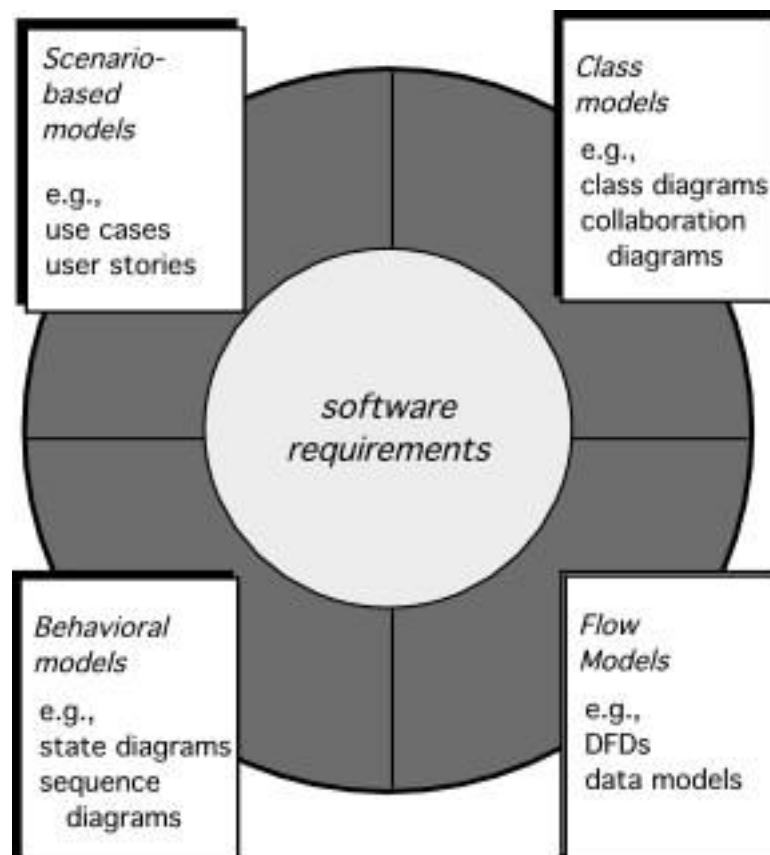 Scenario-
based
models
e.g.,
use cases
user stories
Class
models
e.g.,
class diagrams
collaboration
diagrams
software
requirements
Behavioral
models
e.g.,
state diagrams
sequence
diagrams
Flow
Models
e.g.,
DFDs
data models